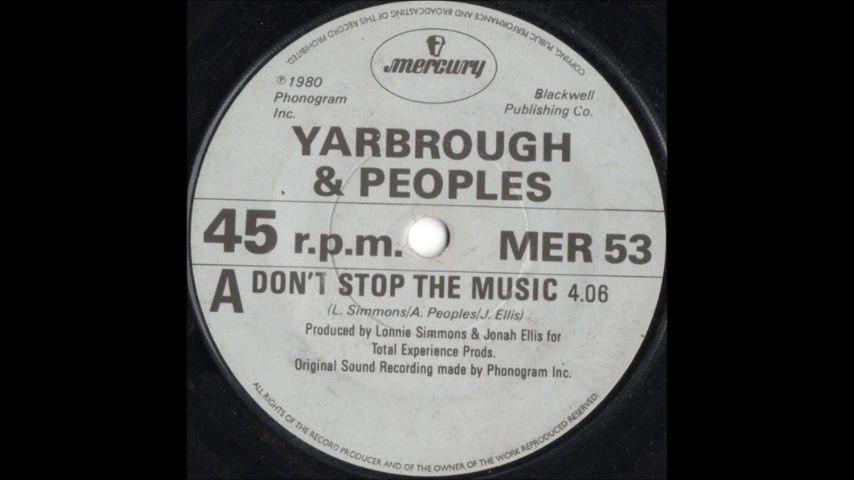 COPYING, PUBLIC PERFORMANCE AND BROADCASTING OF THIS RECORD PROHIBITED.
mercury
℗ 1980
Phonogram
Inc.
Blackwell
Publishing Co.
YARBROUGH
& PEOPLES
45 r.p.m.
MER 53
A
DON'T STOP THE MUSIC 4.06
(L. Simmons/A. Peoples/J. Ellis)
Produced by Lonnie Simmons & Jonah Ellis for
Total Experience Prods.
Original Sound Recording made by Phonogram Inc.
ALL RIGHTS OF THE RECORD PRODUCER AND OF THE OWNER OF THE WORK REPRODUCED RESERVED.